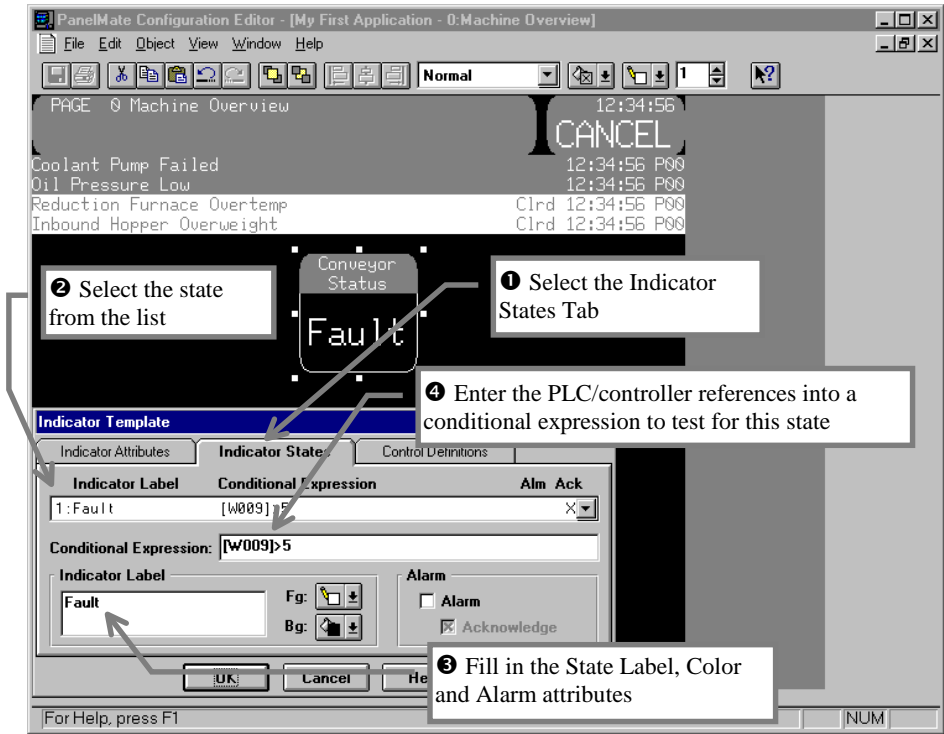 PanelMate Configuration Editor - [My First Application - 0:Machine Overview]
File Edit Object View Window Help
Normal 1
PAGE 0 Machine Overview 12:34:56
CANCEL
Coolant Pump Failed 12:34:56 P00
Oil Pressure Low 12:34:56 P00
Reduction Furnace Overtemp Clrd 12:34:56 P00
Inbound Hopper Overweight Clrd 12:34:56 P00
Conveyor
Status
Fault
❷ Select the state
from the list
❶ Select the Indicator
States Tab
❹ Enter the PLC/controller references into a
conditional expression to test for this state
Indicator Template
Indicator Attributes Indicator States Control Definitions
Indicator Label Conditional Expression Alm Ack
1:Fault [W009]>5 X
Conditional Expression: [W009]>5
Indicator Label
Fault
Fg:
Bg:
Alarm
Alarm
Acknowledge
❸ Fill in the State Label, Color
and Alarm attributes
OK Cancel He
For Help, press F1 NUM